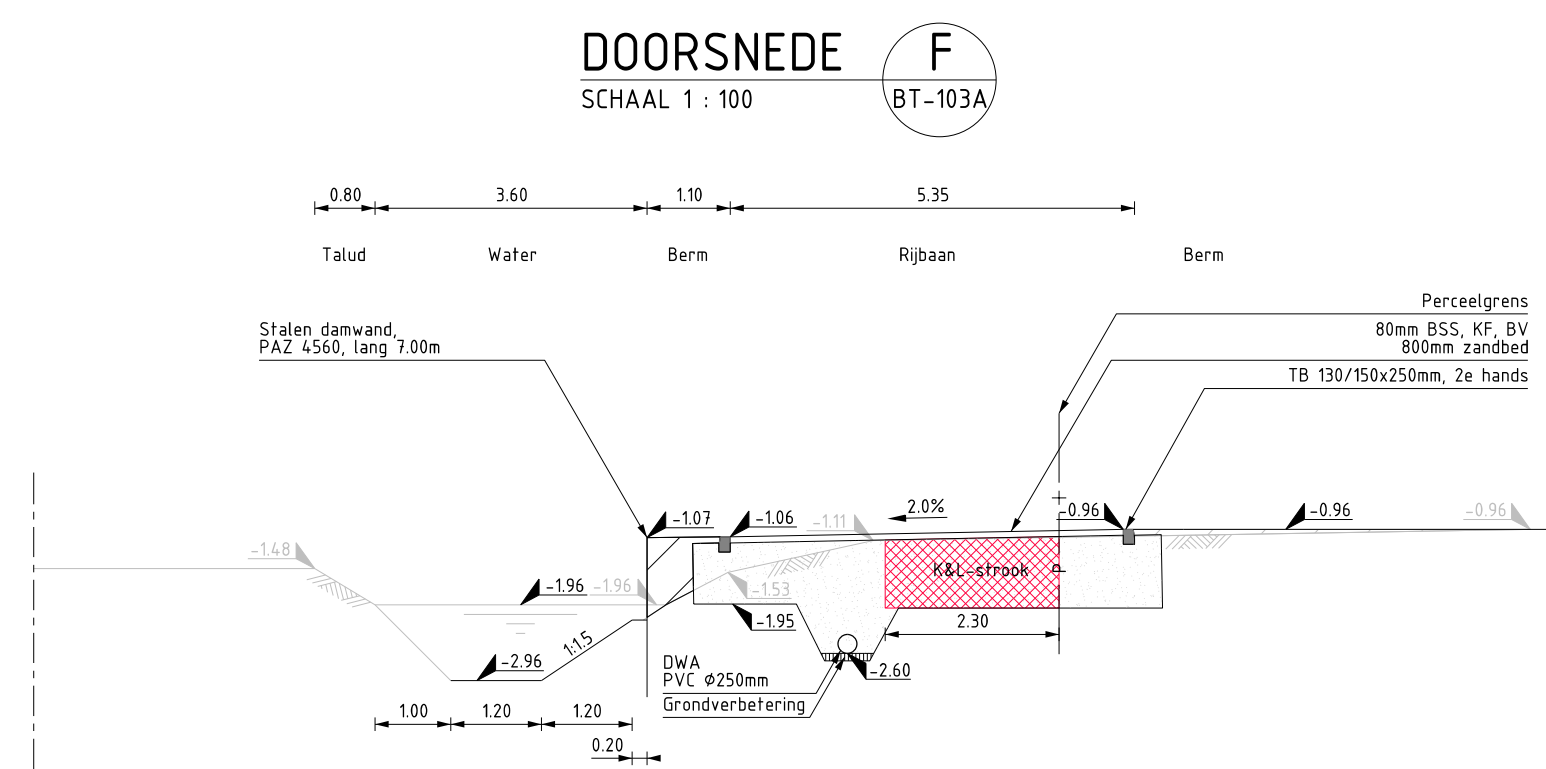 DOORSNEDE
F
SCHAAL 1 : 100
BT-103A
0.80
3.60
1.10
5.35
Talud
Water
Berm
Rijbaan
Berm
Perceelgrens
Stalen damwand,
PAZ 4560, lang 7.00m
80mm BSS, KF, BV
800mm zandbed
TB 130/150x250mm, 2e hands
-1.07
-1.06
-1.11
2.0%
-0.96
-0.96
-0.96
-1.48
K&L-strook
P
-1.96
-1.96
-1.53
-1.95
2.30
1:1.5
-2.96
DWA
PVC Ø250mm
-2.60
Grondverbetering
1.00
1.20
1.20
0.20